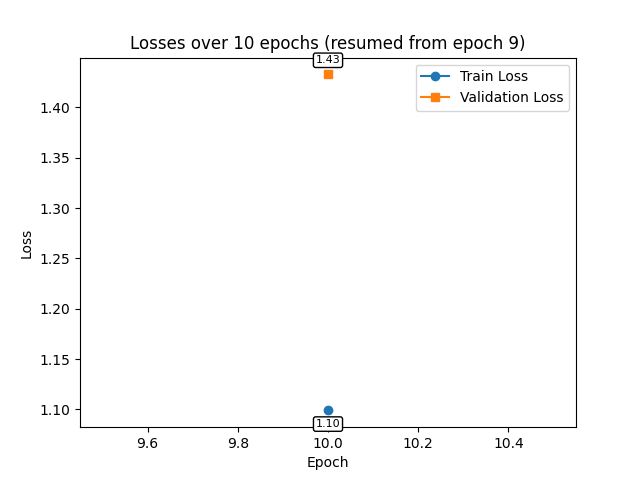 Losses over 10 epochs (resumed from epoch 9)
1.43
Train Loss
Validation Loss
1.40
1.35
1.30
1.25
1.20
1.15
1.10
Loss
1.10
9.6
9.8
10.0
10.2
10.4
Epoch